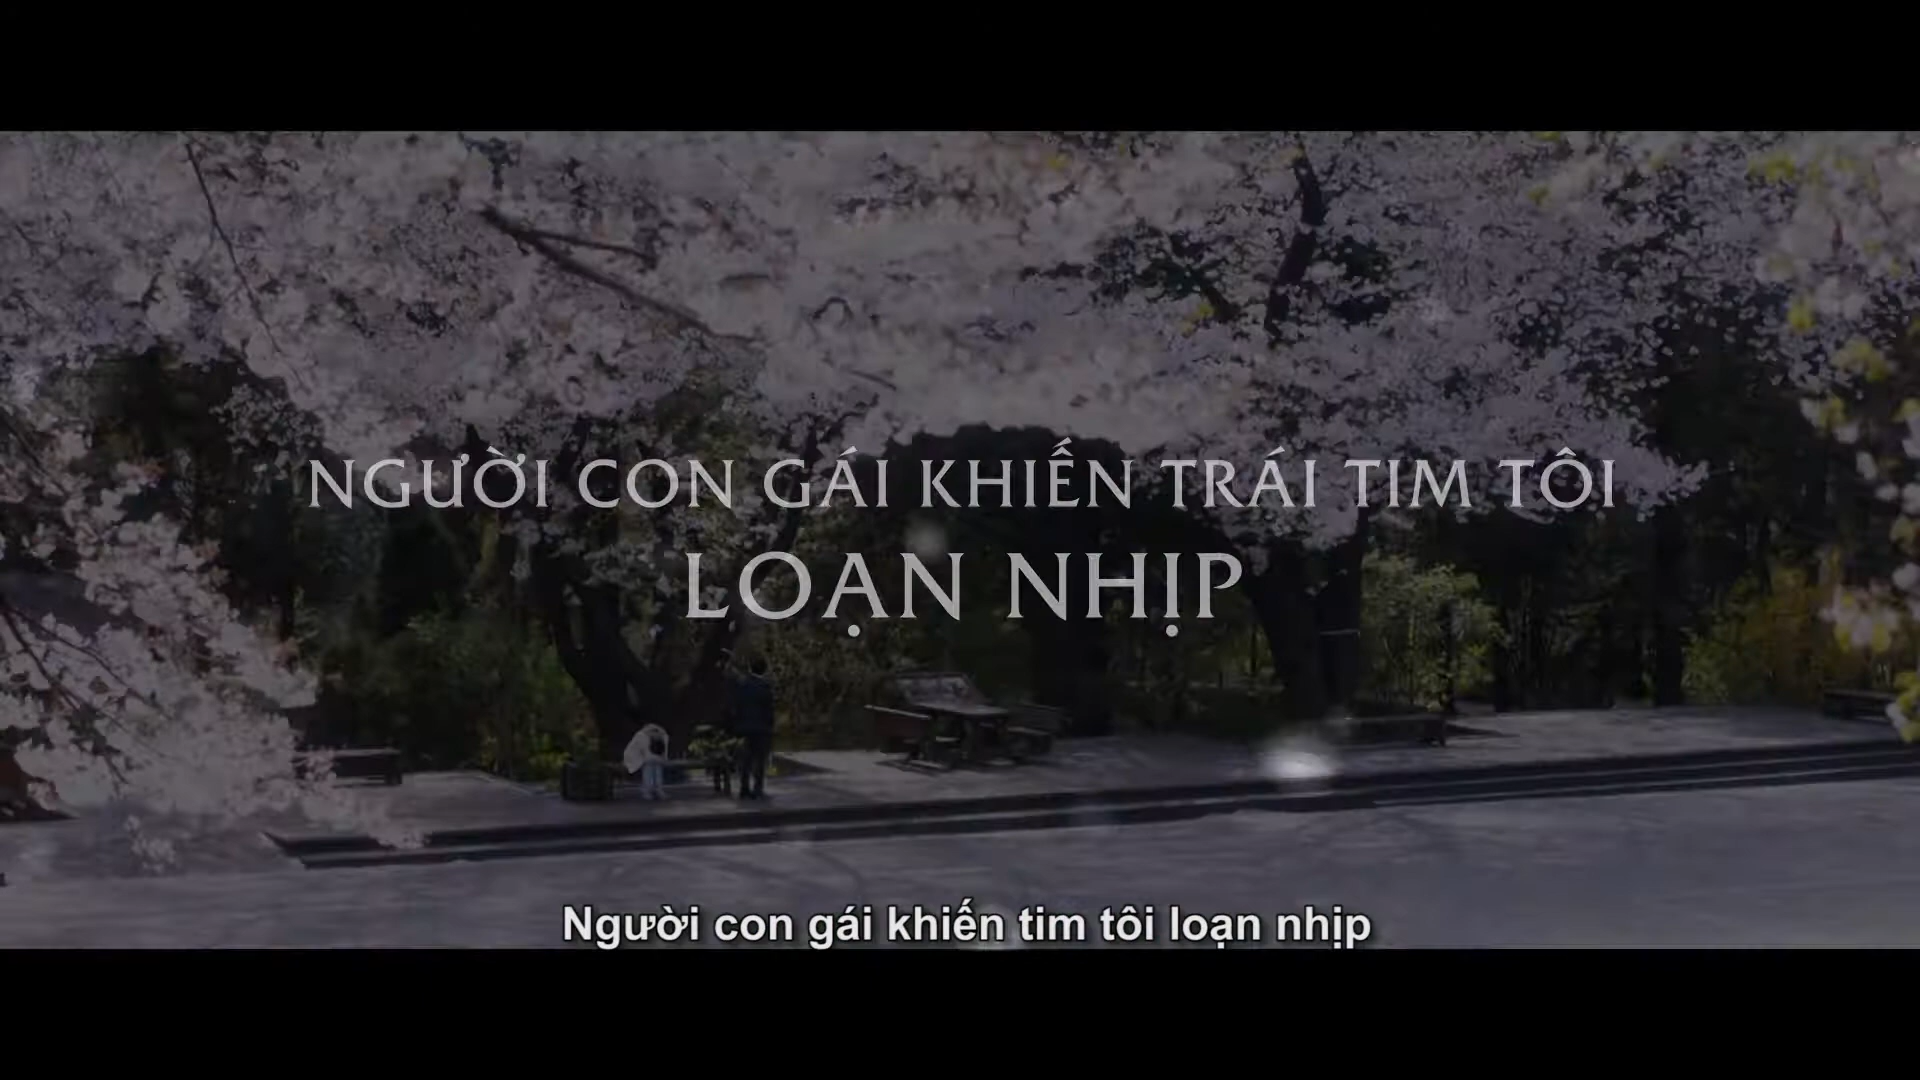 NGƯỜI CON GÁI KHIẾN TRÁI TIM TÔI
LOẠN NHỊP
Người con gái khiến tim tôi loạn nhịp